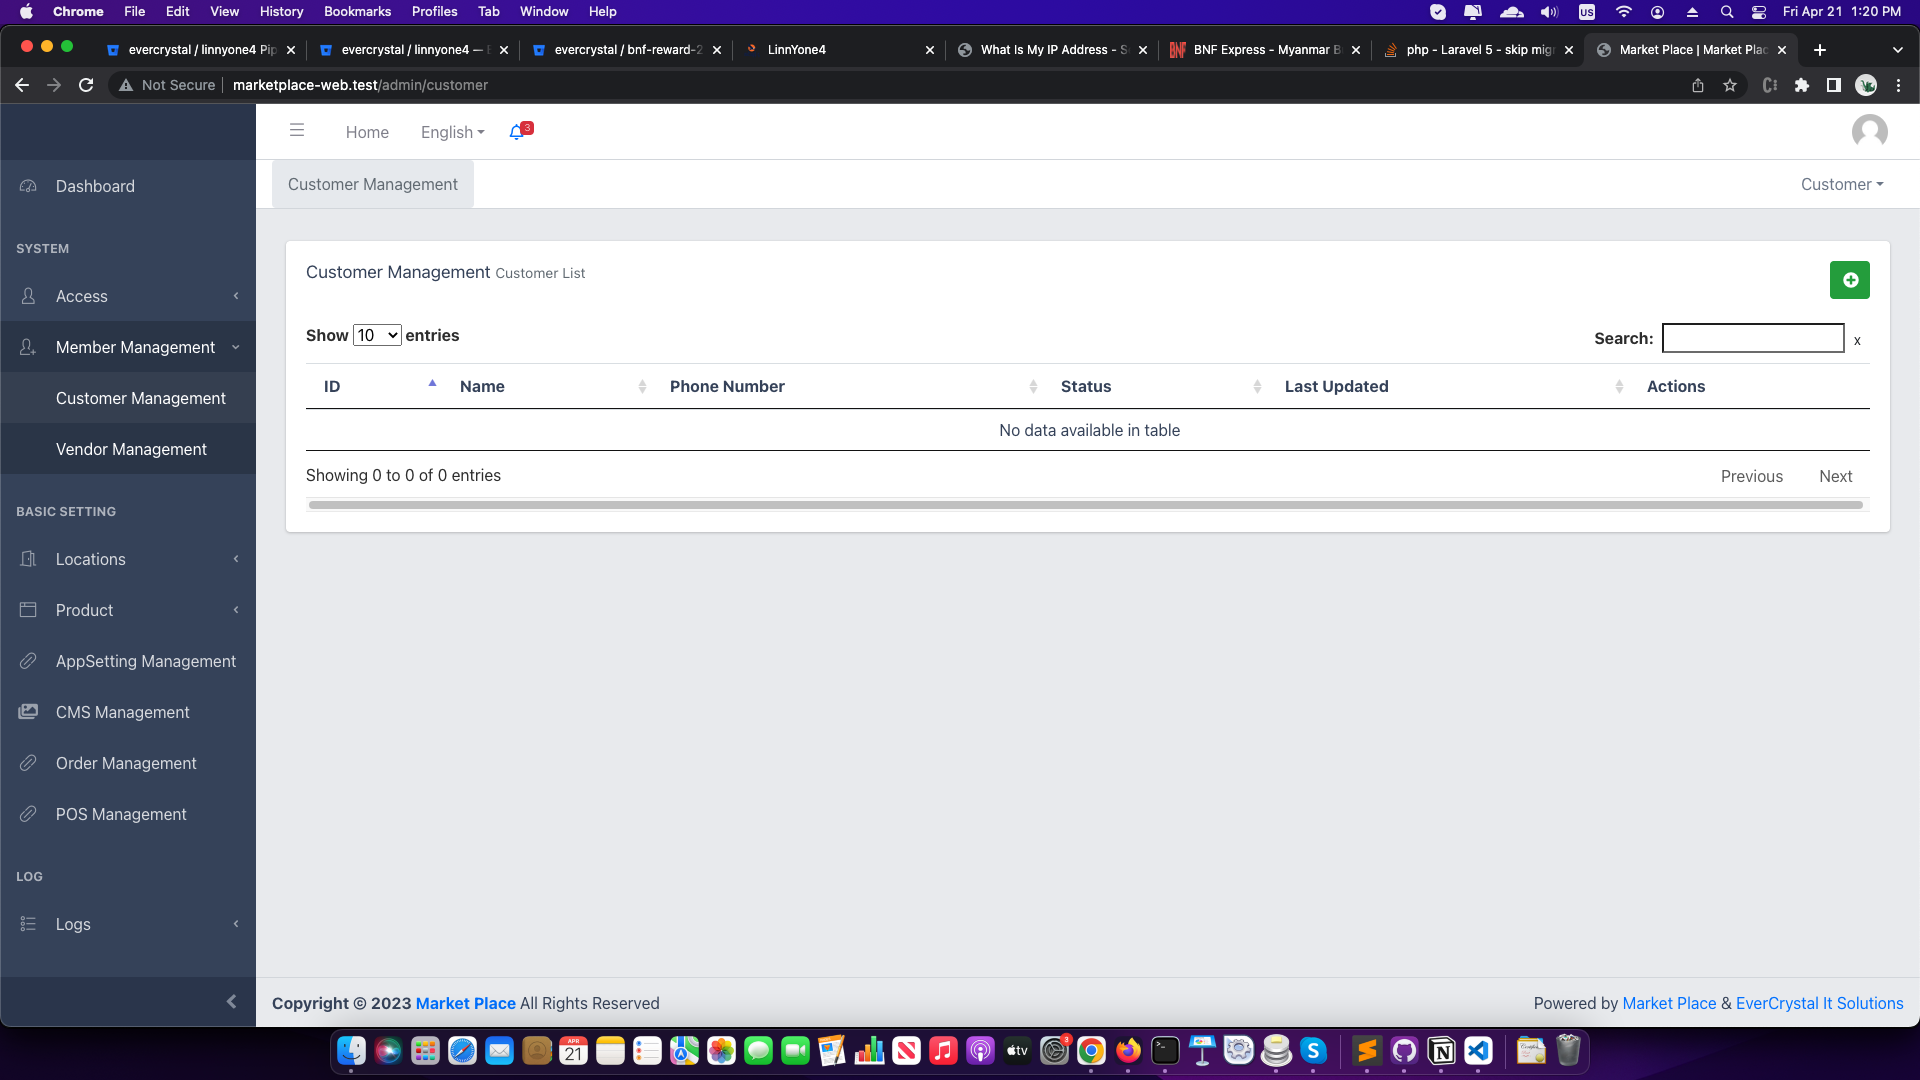 Chrome File Edit View History Bookmarks Profiles Tab Window Help US Fri Apr 21 1:20 PM
evercrystal / linnyone4 Pip evercrystal / linnyone4 — evercrystal / bnf-reward-2 LinnYone4 What Is My IP Address - S BNF Express - Myanmar B php - Laravel 5 - skip mig Market Place | Market Plac
Not Secure marketplace-web.test/admin/customer
Home English 3
Customer Management Customer
Dashboard
SYSTEM
Access
Member Management
Customer Management
Vendor Management
BASIC SETTING
Locations
Product
AppSetting Management
CMS Management
Order Management
POS Management
LOG
Logs
Customer Management Customer List
Show 10 entries Search: x
ID Name Phone Number Status Last Updated Actions
No data available in table
Showing 0 to 0 of 0 entries Previous Next
Copyright © 2023 Market Place All Rights Reserved Powered by Market Place & EverCrystal It Solutions
APR 21 tv 3